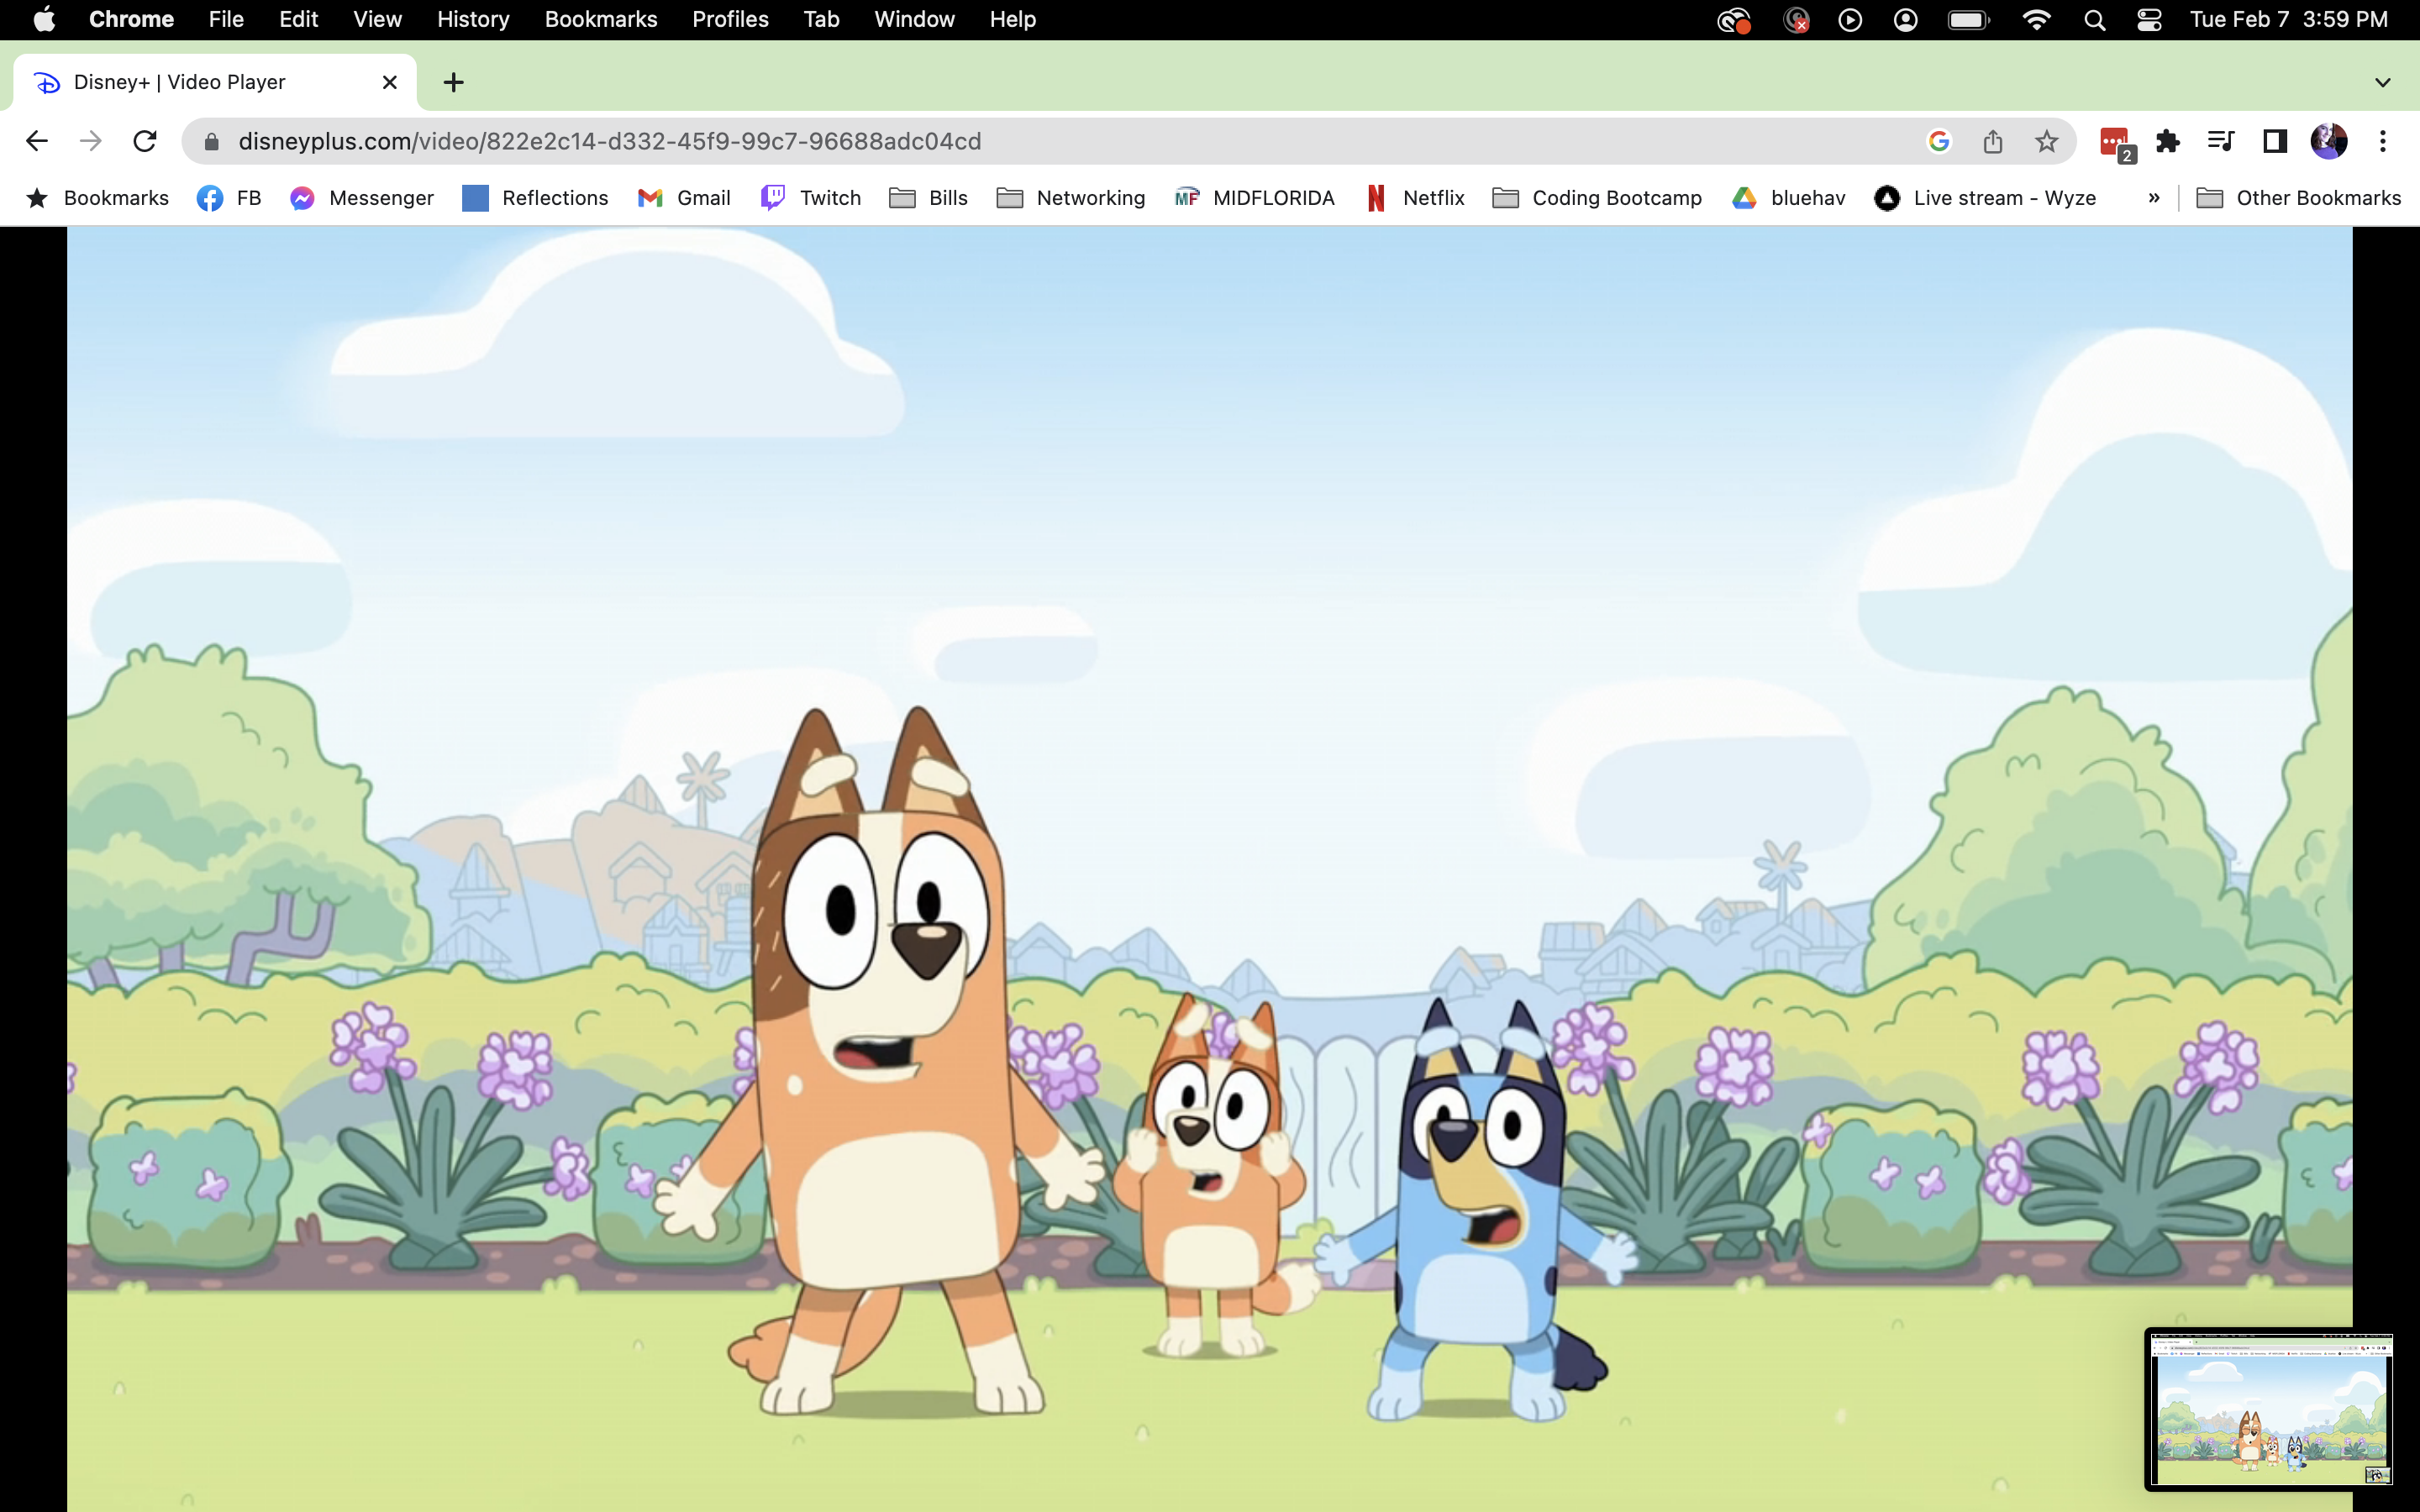 Chrome File Edit View History Bookmarks Profiles Tab Window Help Tue Feb 7 3:59 PM
Disney+ | Video Player
disneyplus.com/video/822e2c14-d332-45f9-99c7-96688adc04cd 2
Bookmarks FB Messenger Reflections Gmail Twitch Bills Networking MF MIDFLORIDA Netflix Coding Bootcamp bluehav Live stream - Wyze » Other Bookmarks